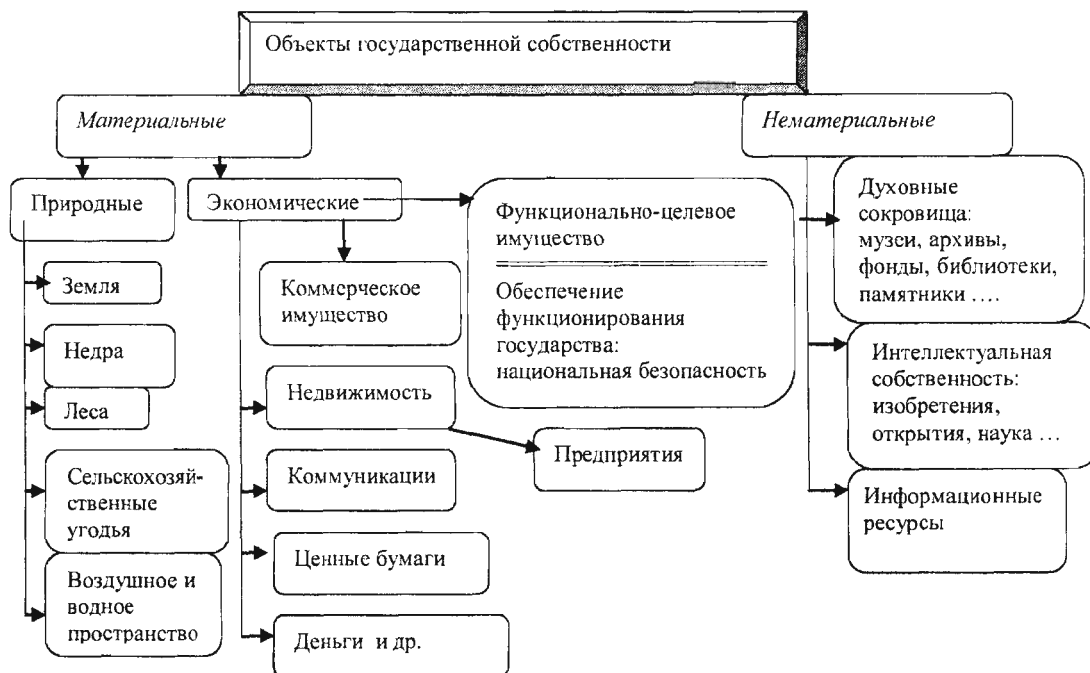 Объекты государственной собственности
Материальные
Нематериальные
Природные
Экономические
Функционально-целевое
имущество
Обеспечение
функционирования
государства:
национальная безопасность
Духовные
сокровища:
музеи, архивы,
фонды, библиотеки,
памятники ....
Земля
Коммерческое
имущество
Недра
Интеллектуальная
собственность:
изобретения,
открытия, наука ...
Леса
Недвижимость
Предприятия
Сельскохозяй-
ственные
угодья
Коммуникации
Информационные
ресурсы
Ценные бумаги
Воздушное и
водное
пространство
Деньги и др.